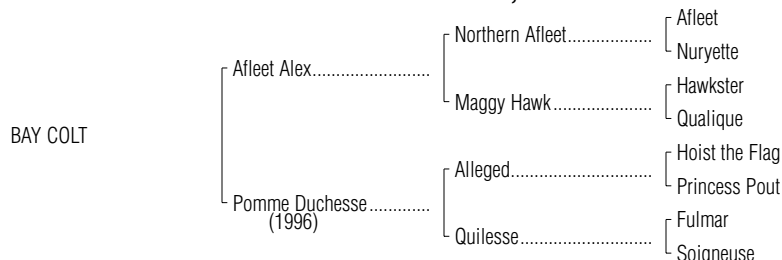 Afleet
Northern Afleet......................
Nuryette
Afleet Alex.........................
Hawkster
Maggy Hawk......................
Qualique
BAY COLT
Hoist the Flag
Alleged..............................
Princess Pout
Pomme Duchesse.............
(1996)
Fulmar
Quilesse............................
Soigneuse